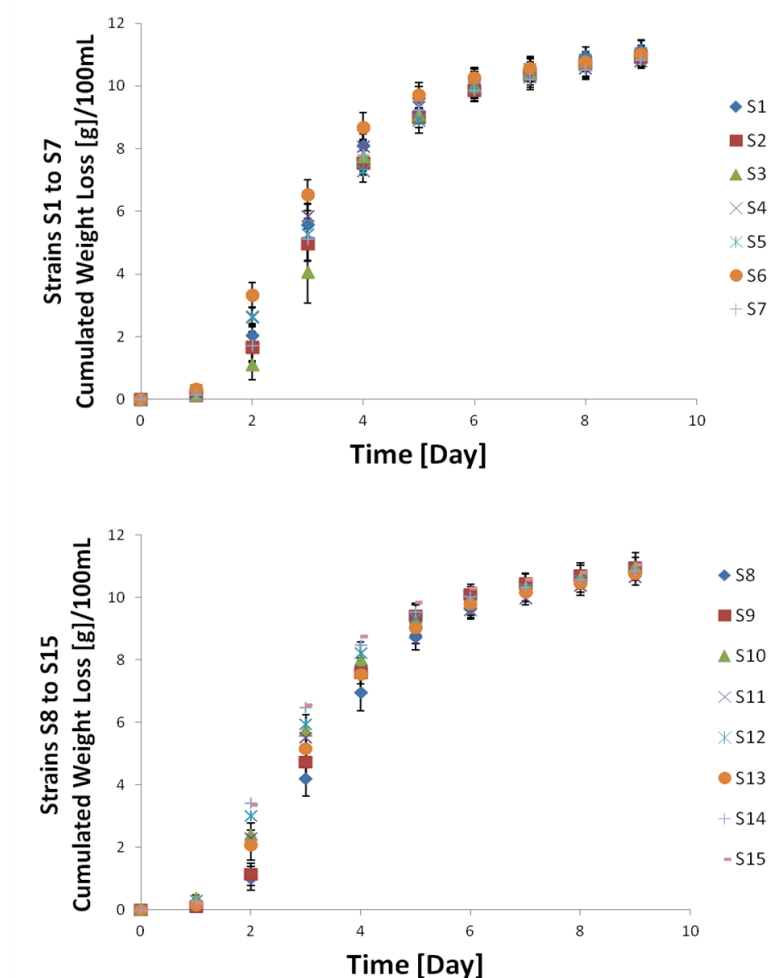 Strains S1 to S7
Cumulated Weight Loss [g]/100mL
12
10
8
6
4
2
0
0 2 4 6 8 10
Time [Day]
S1
S2
S3
S4
S5
S6
S7
Strains S8 to S15
Cumulated Weight Loss [g]/100mL
12
10
8
6
4
2
0
0 2 4 6 8 10
Time [Day]
S8
S9
S10
S11
S12
S13
S14
S15